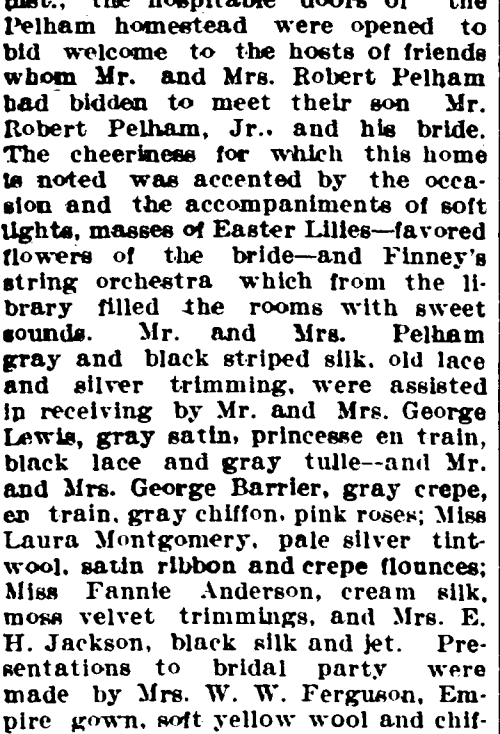 inst., the hospitable doors of the
Pelham homestead were opened to
bid welcome to the hosts of friends
whom Mr. and Mrs. Robert Pelham
had bidden to meet their son Mr.
Robert Pelham, Jr.. and his bride.
The cheeriness for which this home
is noted was accented by the occa-
sion and the accompaniments of soft
lights, masses of Easter Lilies—favored
flowers of the bride—and Finney's
string orchestra which from the li-
brary filled the rooms with sweet
sounds. Mr. and Mrs. Pelham
gray and black striped silk, old lace
and silver trimming, were assisted
in receiving by Mr. and Mrs. George
Lewis, gray satin, princesse en train,
black lace and gray tulle--and Mr.
and Mrs. George Barrier, gray crepe,
en train, gray chiffon, pink roses; Miss
Laura Montgomery, pale silver tint-
wool, satin ribbon and crepe flounces;
Miss Fannie Anderson, cream silk,
moss velvet trimmings, and Mrs. E.
H. Jackson, black silk and jet. Pre-
sentations to bridal party were
made by Mrs. W. W. Ferguson, Em-
pire gown, soft yellow wool and chif-